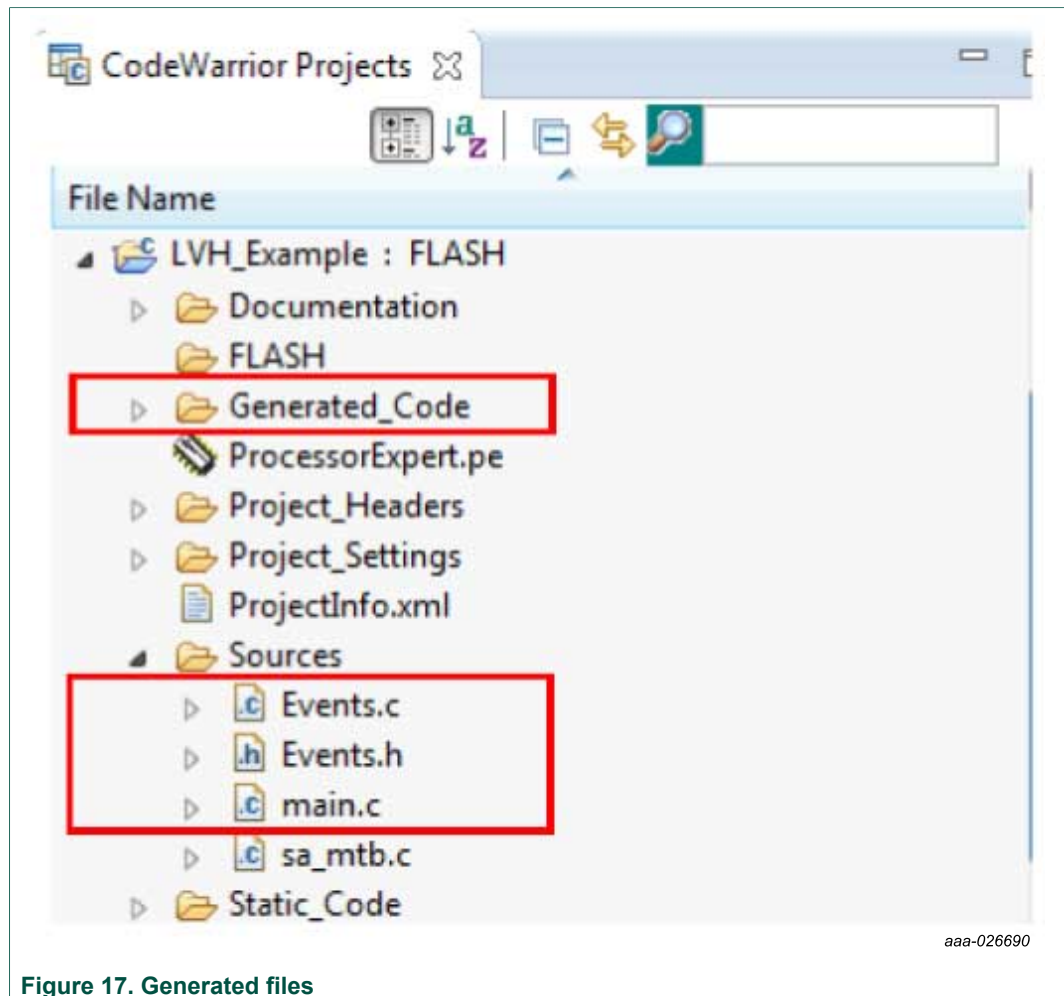 CodeWarrior Projects
File Name
LVH_Example : FLASH
Documentation
FLASH
Generated_Code
ProcessorExpert.pe
Project_Headers
Project_Settings
ProjectInfo.xml
Sources
Events.c
Events.h
main.c
sa_mtb.c
Static_Code
aaa-026690
Figure 17. Generated files